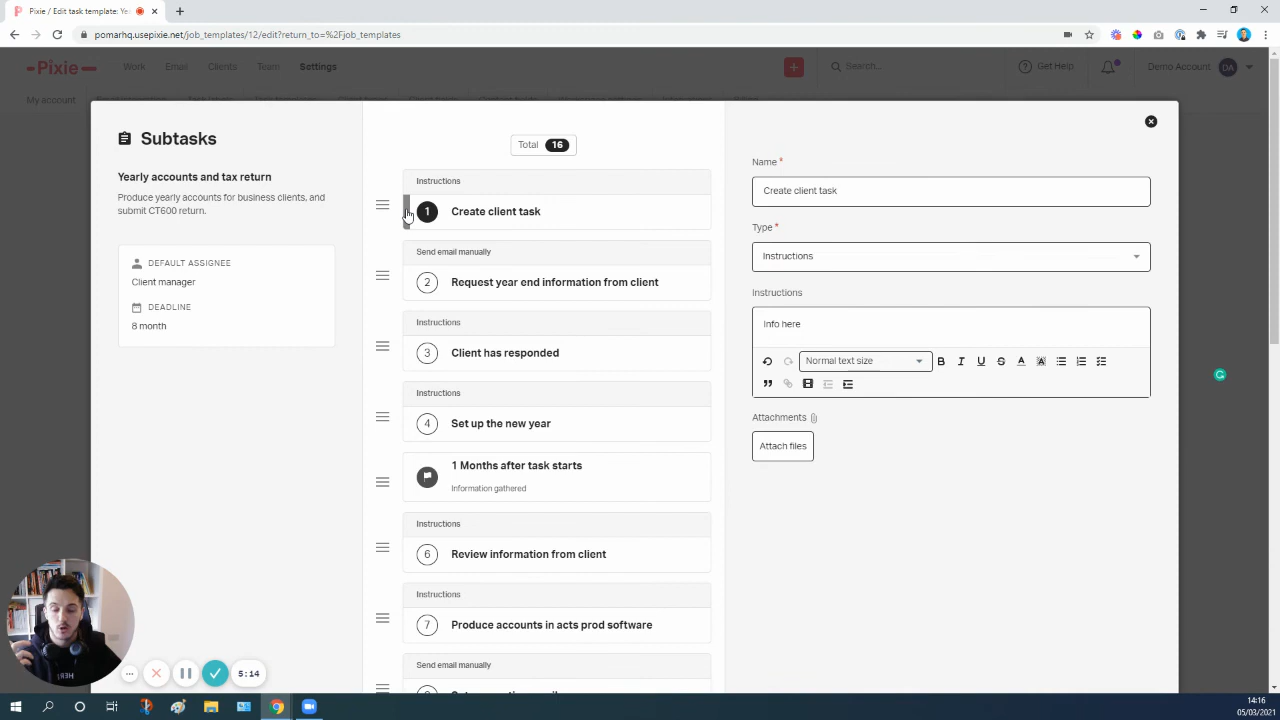 Pixie / Edit task template: Ye
pomarhq.usepixie.net/job_templates/12/edit?return_to=%2Fjob_templates
Pixie
Work
Email
Clients
Team
Settings
Search...
Get Help
Demo Account
DA
My account
Subtasks
Yearly accounts and tax return
Produce yearly accounts for business clients, and
submit CT600 return.
DEFAULT ASSIGNEE
Client manager
DEADLINE
8 month
Total 16
Instructions
1 Create client task
Send email manually
2 Request year end information from client
Instructions
3 Client has responded
Instructions
4 Set up the new year
1 Months after task starts
Information gathered
Instructions
6 Review information from client
Instructions
7 Produce accounts in acts prod software
Send email manually
Name *
Create client task
Type *
Instructions
Instructions
Info here
Normal text size
B I U S A A
Attachments
Attach files
5:14
14:16
05/03/2021